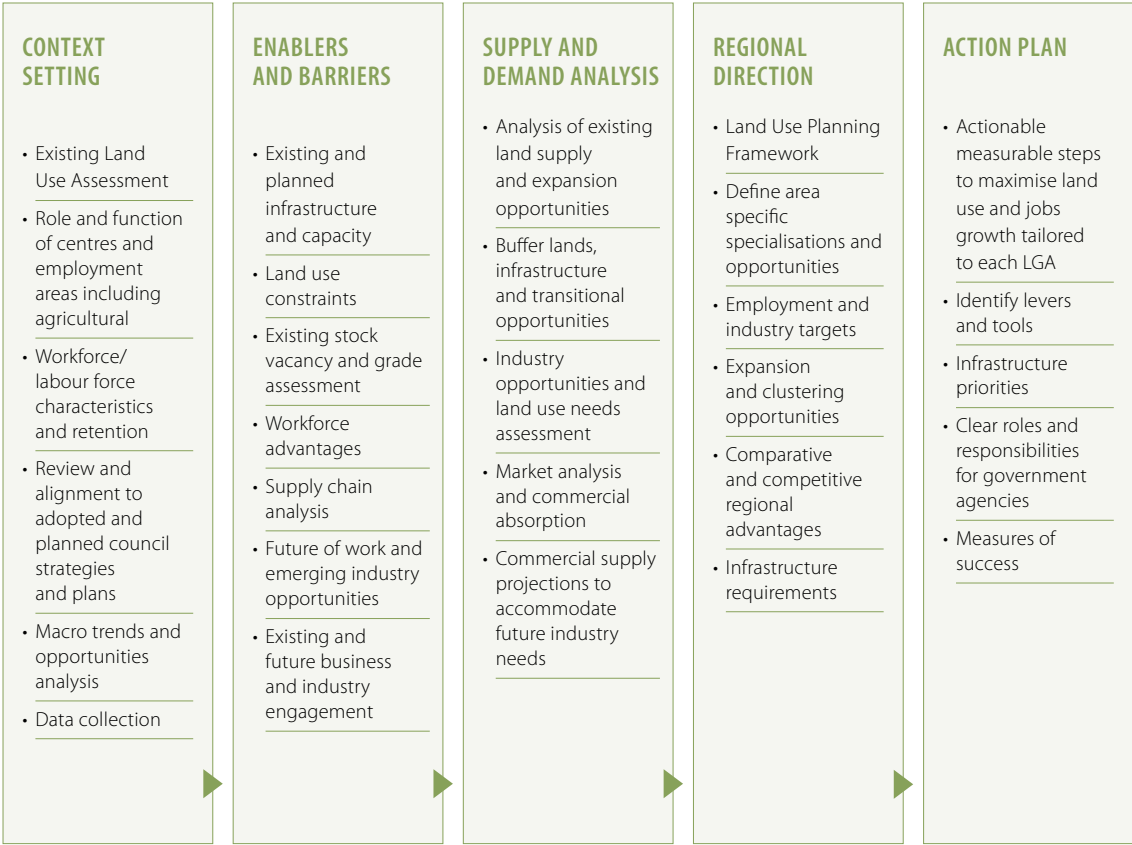 CONTEXT
SETTING
• Existing Land
Use Assessment
• Role and function
of centres and
employment
areas including
agricultural
• Workforce/
labour force
characteristics
and retention
• Review and
alignment to
adopted and
planned council
strategies
and plans
• Macro trends and
opportunities
analysis
• Data collection
ENABLERS
AND BARRIERS
• Existing and
planned
infrastructure
and capacity
• Land use
constraints
• Existing stock
vacancy and grade
assessment
• Workforce
advantages
• Supply chain
analysis
• Future of work and
emerging industry
opportunities
• Existing and
future business
and industry
engagement
SUPPLY AND
DEMAND ANALYSIS
• Analysis of existing
land supply
and expansion
opportunities
• Buffer lands,
infrastructure
and transitional
opportunities
• Industry
opportunities and
land use needs
assessment
• Market analysis
and commercial
absorption
• Commercial supply
projections to
accommodate
future industry
needs
REGIONAL
DIRECTION
• Land Use Planning
Framework
• Define area
specific
specialisations and
opportunities
• Employment and
industry targets
• Expansion
and clustering
opportunities
• Comparative
and competitive
regional
advantages
• Infrastructure
requirements
ACTION PLAN
• Actionable
measurable steps
to maximise land
use and jobs
growth tailored
to each LGA
• Identify levers
and tools
• Infrastructure
priorities
• Clear roles and
responsibilities
for government
agencies
• Measures of
success